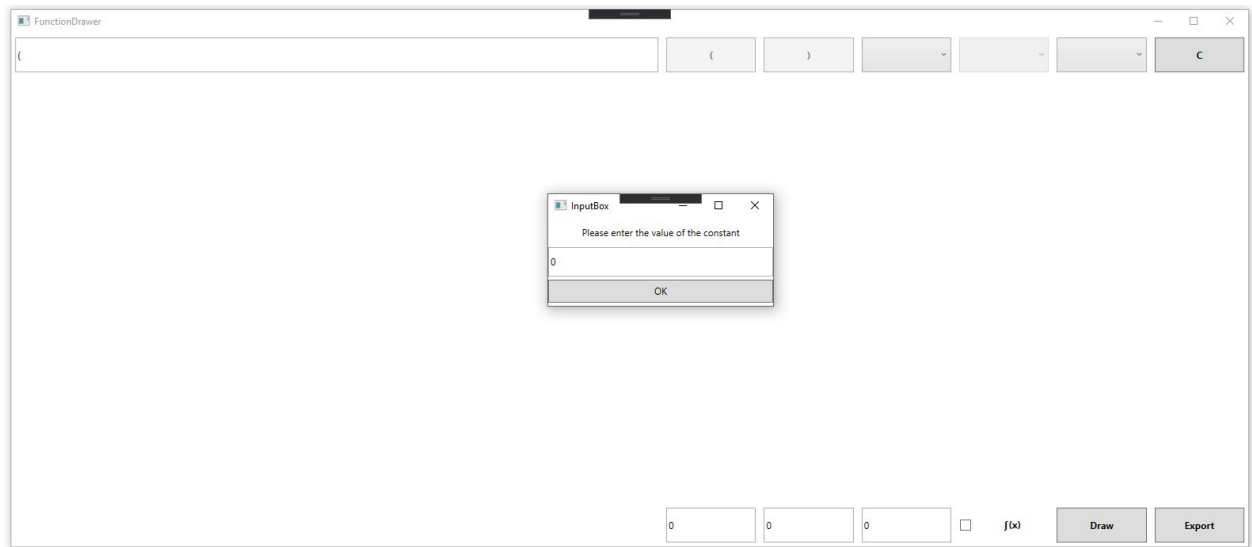 FunctionDrawer
( ( ) C
InputBox
Please enter the value of the constant
0
OK
0 0 0 ∫(x) Draw Export